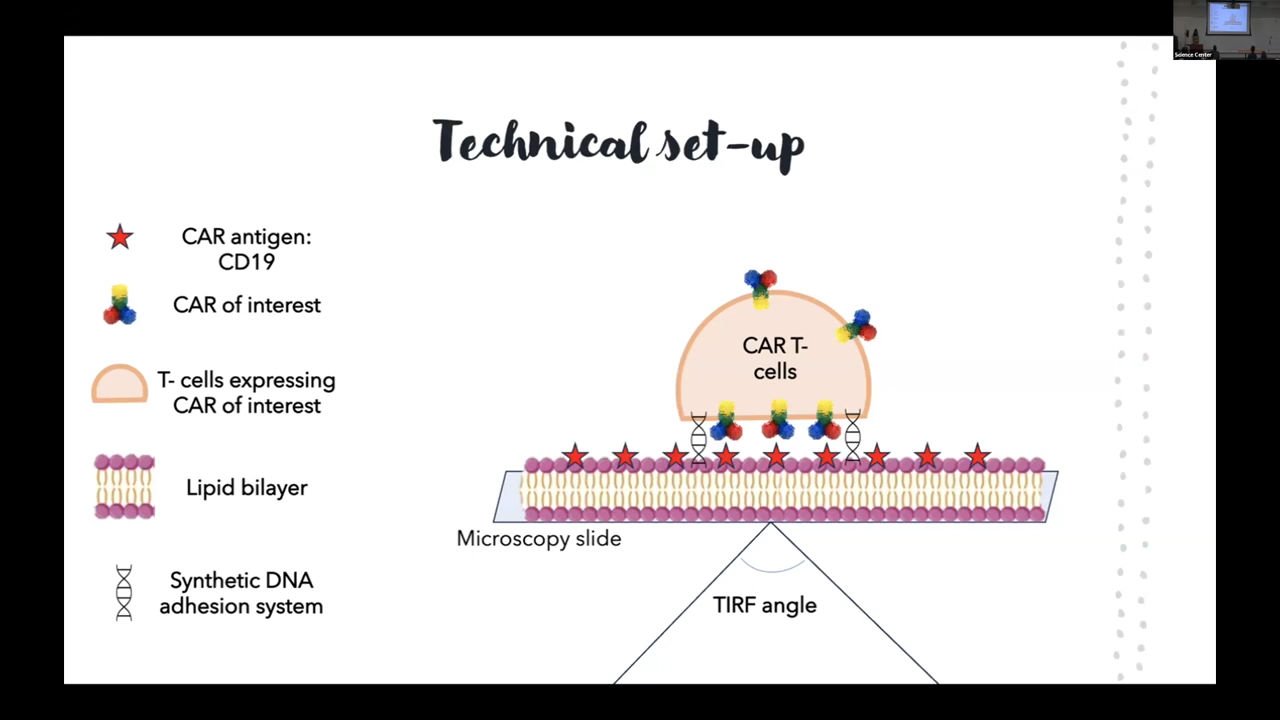 Science Center
Technical set-up
CAR antigen:
CD19
CAR of interest
T- cells expressing
CAR of interest
Lipid bilayer
Synthetic DNA
adhesion system
CAR T-
cells
Microscopy slide
TIRF angle